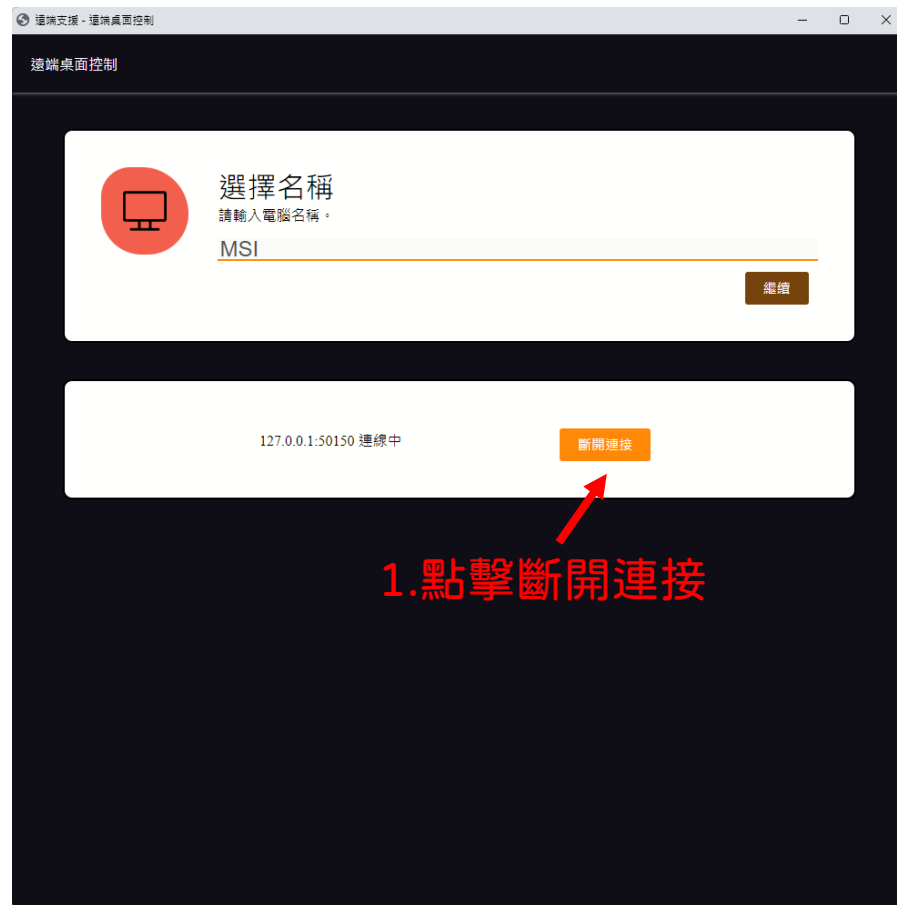 遠端支援 - 遠端桌面控制
遠端桌面控制
選擇名稱
請輸入電腦名稱。
MSI
繼續
127.0.0.1:50150 連線中
斷開連接
1.點擊斷開連接